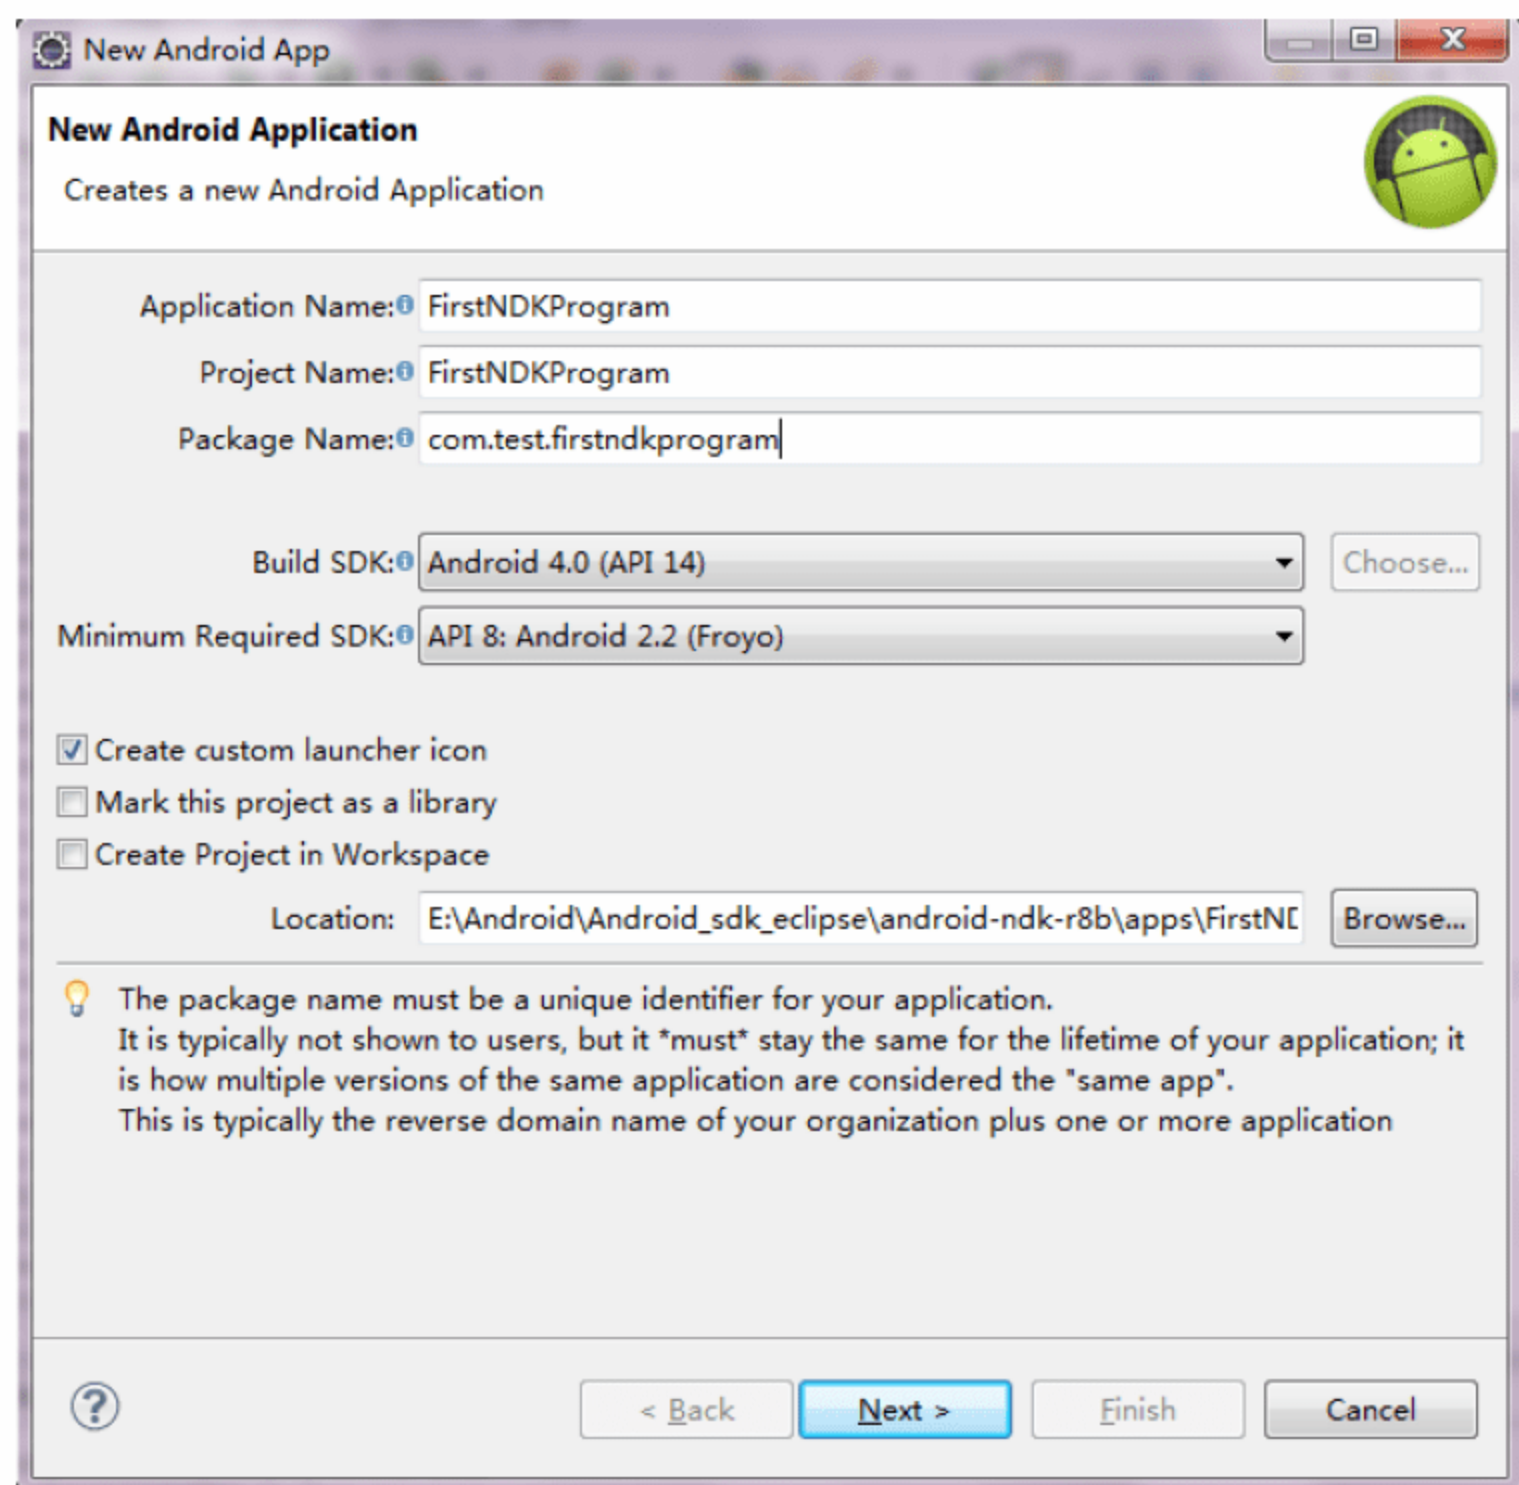 New Android App
New Android Application
Creates a new Android Application
Application Name: FirstNDKProgram
Project Name: FirstNDKProgram
Package Name: com.test.firstndkprogram
Build SDK: Android 4.0 (API 14) Choose...
Minimum Required SDK: API 8: Android 2.2 (Froyo)
Create custom launcher icon
Mark this project as a library
Create Project in Workspace
Location: E:\Android\Android_sdk_eclipse\android-ndk-r8b\apps\FirstND Browse...
The package name must be a unique identifier for your application.
It is typically not shown to users, but it *must* stay the same for the lifetime of your application; it
is how multiple versions of the same application are considered the "same app".
This is typically the reverse domain name of your organization plus one or more application
< Back Next > Finish Cancel